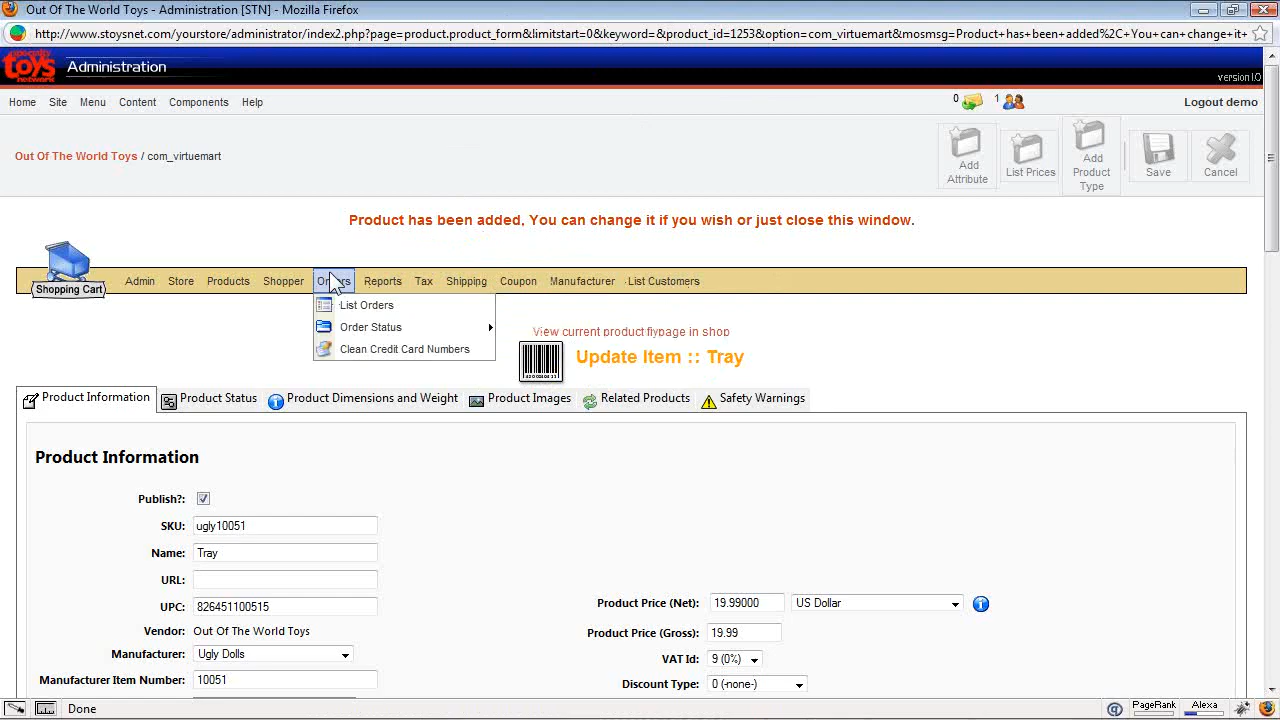 Out Of The World Toys - Administration [STN] - Mozilla Firefox
http://www.stoysnet.com/yourstore/administrator/index2.php?page=product.product_form&limitstart=0&keyword=&product_id=1253&option=com_virtuemart&mosmsg=Product+has+been+added%2C+You+can+change+it+
specialty toys network
Administration
version 1.0
Home Site Menu Content Components Help 0 1 Logout demo
Out Of The World Toys / com_virtuemart
Add Attribute
List Prices
Add Product Type
Save
Cancel
Product has been added, You can change it if you wish or just close this window.
Shopping Cart
Admin Store Products Shopper Orders Reports Tax Shipping Coupon Manufacturer List Customers
List Orders
Order Status
Clean Credit Card Numbers
View current product flypage in shop
Update Item :: Tray
Product Information Product Status Product Dimensions and Weight Product Images Related Products Safety Warnings
Product Information
Publish?:
SKU: ugly10051
Name: Tray
URL:
UPC: 826451100515
Vendor: Out Of The World Toys
Manufacturer: Ugly Dolls
Manufacturer Item Number: 10051
Product Price (Net): 19.99000 US Dollar
Product Price (Gross): 19.99
VAT Id: 9 (0%)
Discount Type: 0 (-none-)
Done
PageRank Alexa